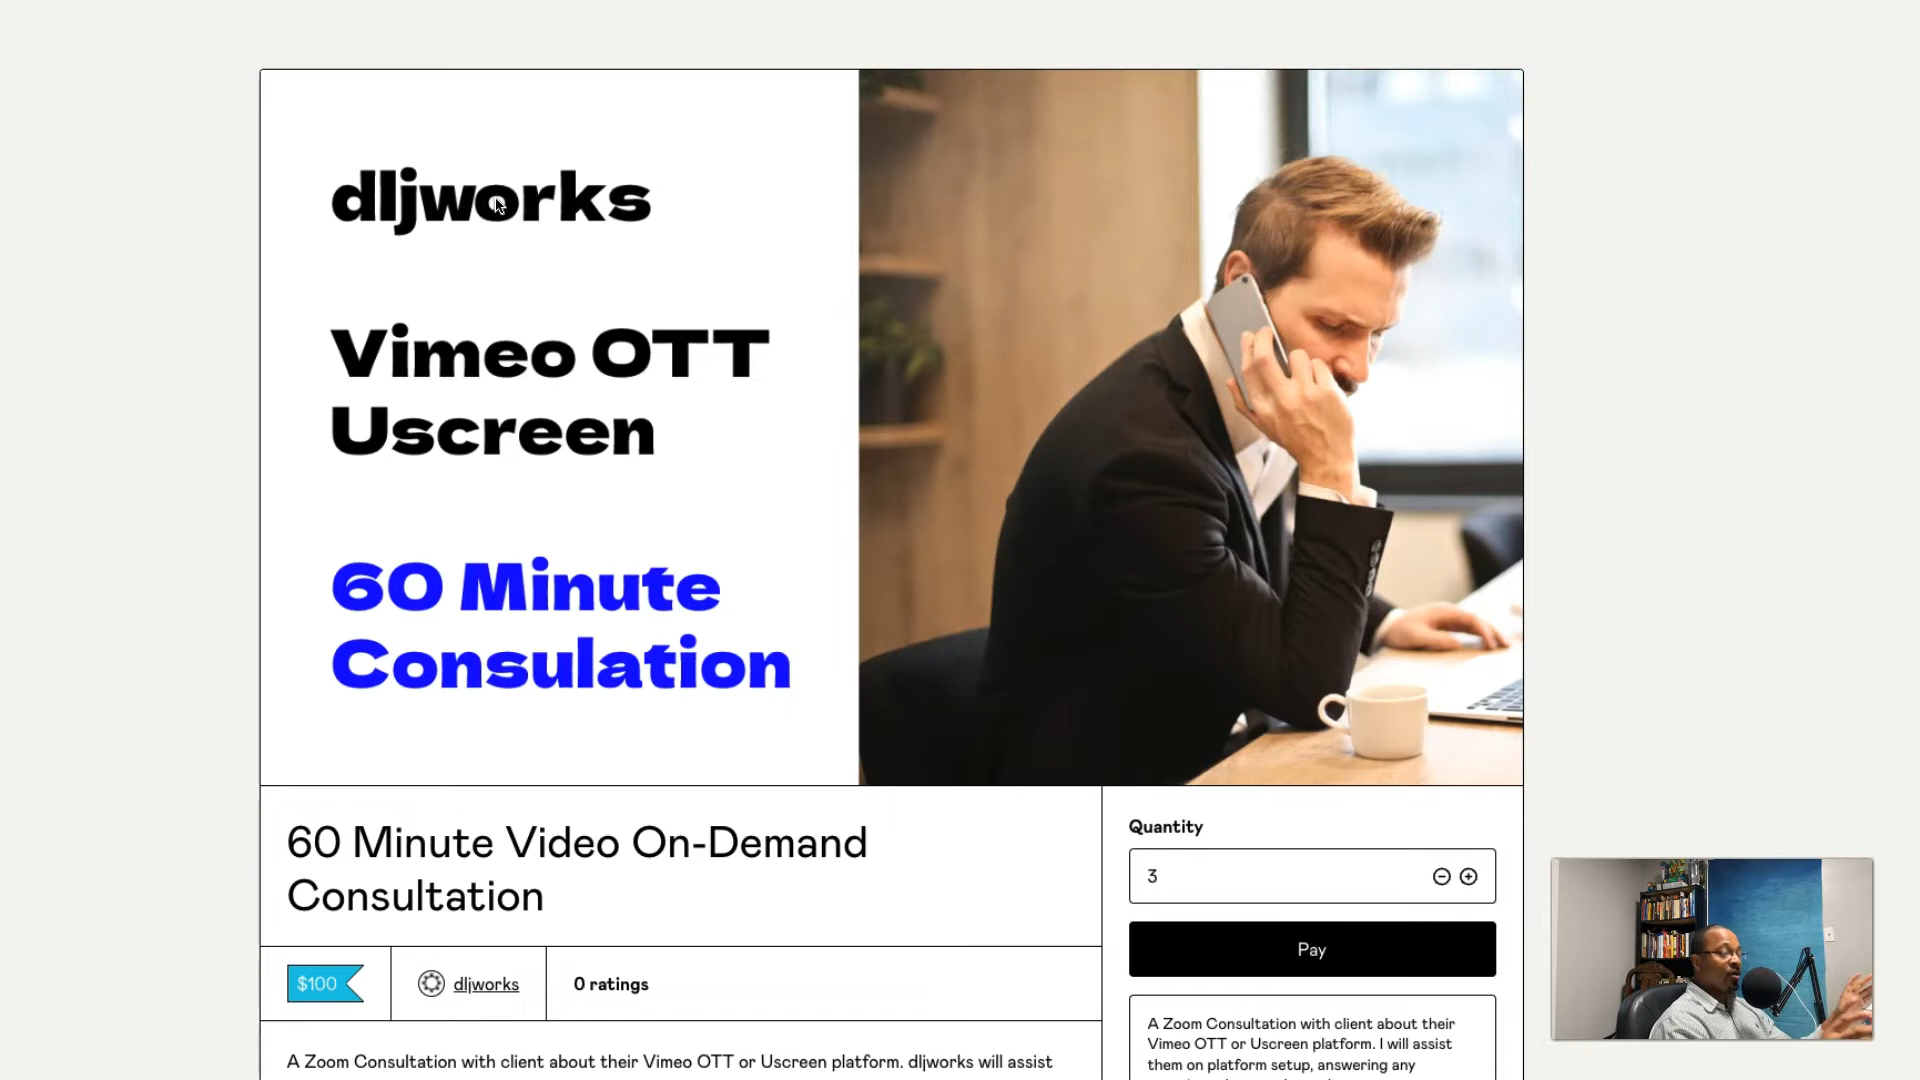 dljworks
Vimeo OTT
Uscreen
60 Minute
Consulation
60 Minute Video On-Demand
Consultation
$100
dljworks
0 ratings
A Zoom Consultation with client about their Vimeo OTT or Uscreen platform. dljworks will assist
Quantity
3
Pay
A Zoom Consultation with client about their
Vimeo OTT or Uscreen platform. I will assist
them on platform setup, answering any